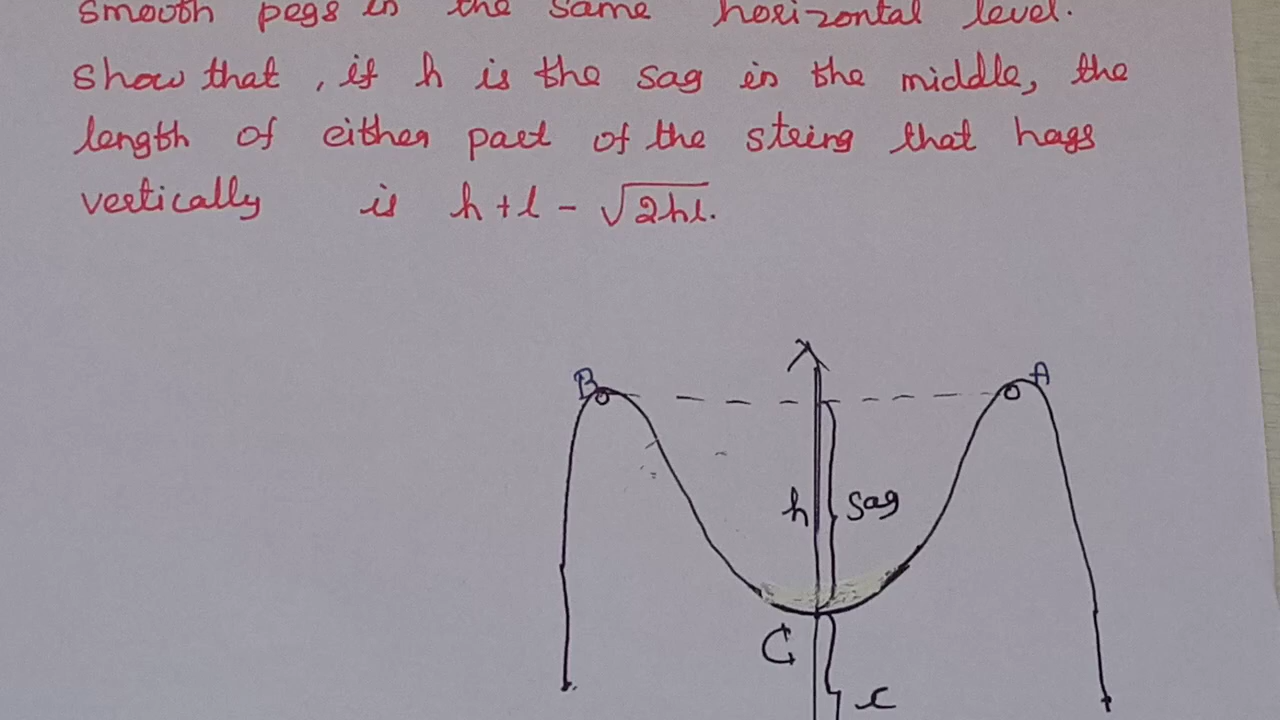 smooth pegs in the same horizontal level.
show that, if h is the sag in the middle, the
length of either part of the string that hags
vertically is h+l - √2hl.
B A
h sag
C
c